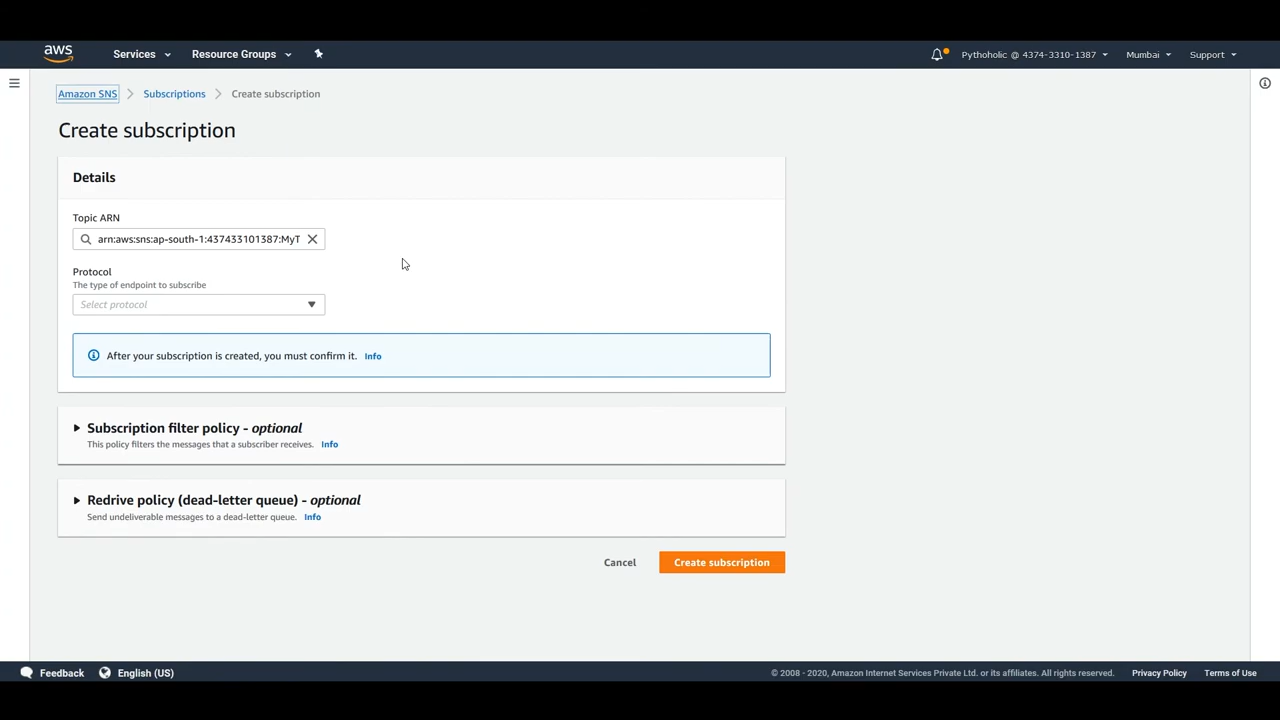 aws Services Resource Groups Pythoholic @ 4374-3310-1387 Mumbai Support
Amazon SNS Subscriptions Create subscription
Create subscription
Details
Topic ARN
arn:aws:sns:ap-south-1:437433101387:MyT
Protocol
The type of endpoint to subscribe
Select protocol
After your subscription is created, you must confirm it. Info
Subscription filter policy - optional
This policy filters the messages that a subscriber receives. Info
Redrive policy (dead-letter queue) - optional
Send undeliverable messages to a dead-letter queue. Info
Cancel Create subscription
Feedback English (US) © 2008 - 2020, Amazon Internet Services Private Ltd. or its affiliates. All rights reserved. Privacy Policy Terms of Use